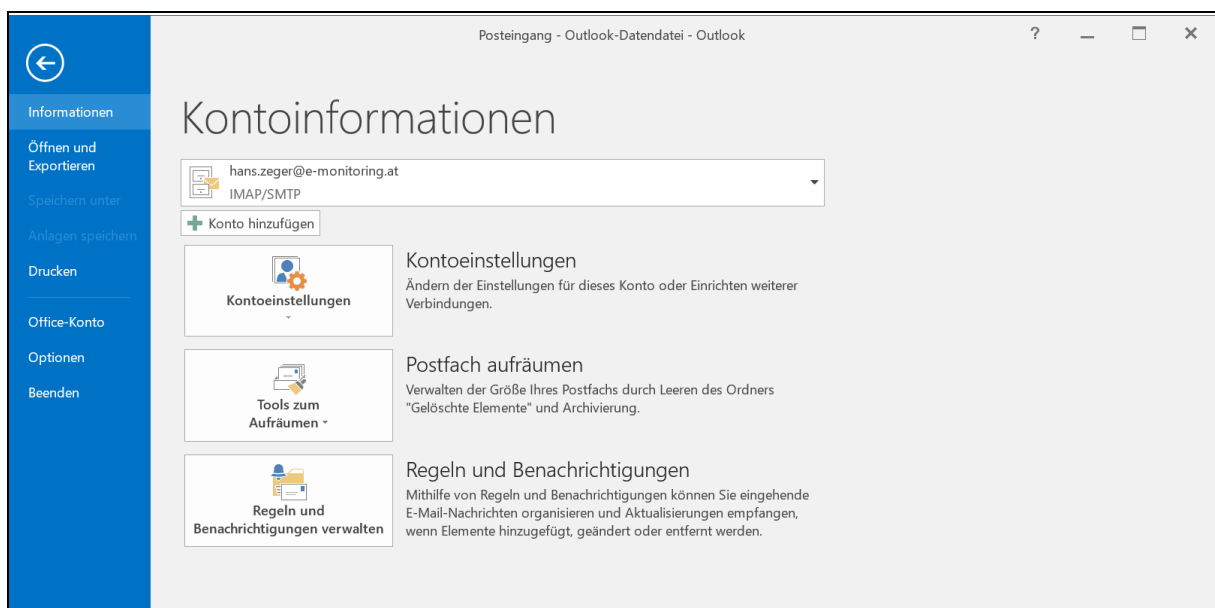 Posteingang - Outlook-Datendatei - Outlook
?
Informationen
Öffnen und
Exportieren
Speichern unter
Anlagen speichern
Drucken
Office-Konto
Optionen
Beenden
Kontoinformationen
hans.zeger@e-monitoring.at
IMAP/SMTP
Konto hinzufügen
Kontoeinstellungen
Kontoeinstellungen
Ändern der Einstellungen für dieses Konto oder Einrichten weiterer
Verbindungen.
Tools zum
Aufräumen
Postfach aufräumen
Verwalten der Größe Ihres Postfachs durch Leeren des Ordners
"Gelöschte Elemente" und Archivierung.
Regeln und
Benachrichtigungen verwalten
Regeln und Benachrichtigungen
Mithilfe von Regeln und Benachrichtigungen können Sie eingehende
E-Mail-Nachrichten organisieren und Aktualisierungen empfangen,
wenn Elemente hinzugefügt, geändert oder entfernt werden.